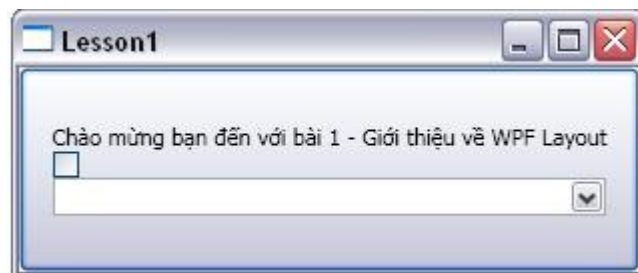 Lesson1
Chào mừng bạn đến với bài 1 - Giới thiệu về WPF Layout